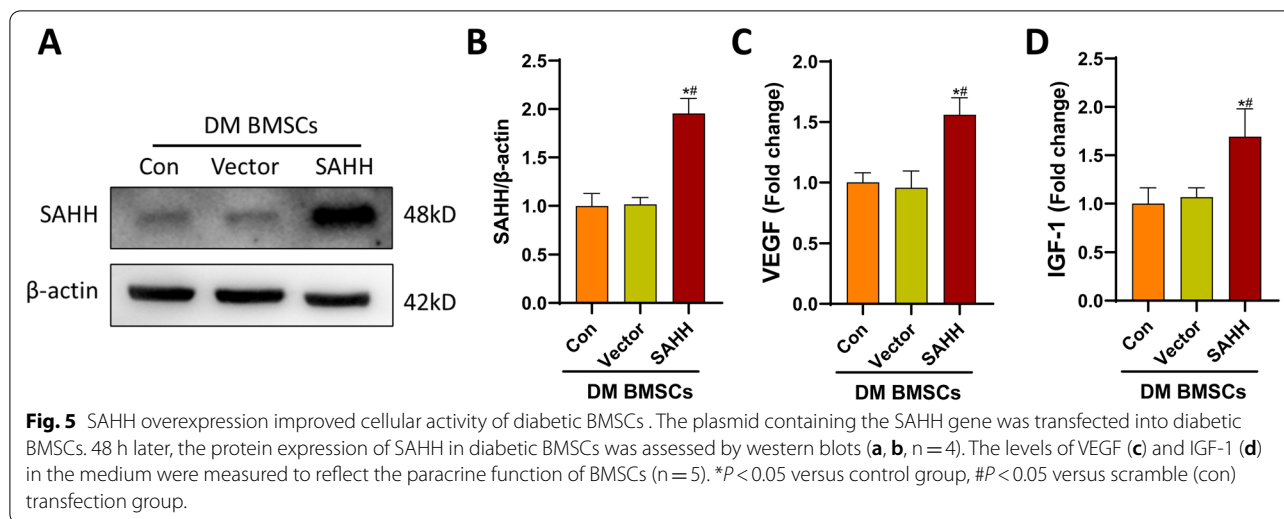 A
DM BMSCs
Con Vector SAHH
SAHH 48kD
β-actin 42kD
B
SAHH/β-actin
2.5
2.0
1.5
1.0
0.5
0.0
*#
Con Vector SAHH
DM BMSCs
C
VEGF (Fold change)
2.0
1.5
1.0
0.5
0.0
*#
Con Vector SAHH
DM BMSCs
D
IGF-1 (Fold change)
2.5
2.0
1.5
1.0
0.5
0.0
*#
Con Vector SAHH
DM BMSCs
Fig. 5 SAHH overexpression improved cellular activity of diabetic BMSCs . The plasmid containing the SAHH gene was transfected into diabetic
BMSCs. 48 h later, the protein expression of SAHH in diabetic BMSCs was assessed by western blots (a, b, n = 4). The levels of VEGF (c) and IGF-1 (d)
in the medium were measured to reflect the paracrine function of BMSCs (n = 5). *P < 0.05 versus control group, #P < 0.05 versus scramble (con)
transfection group.